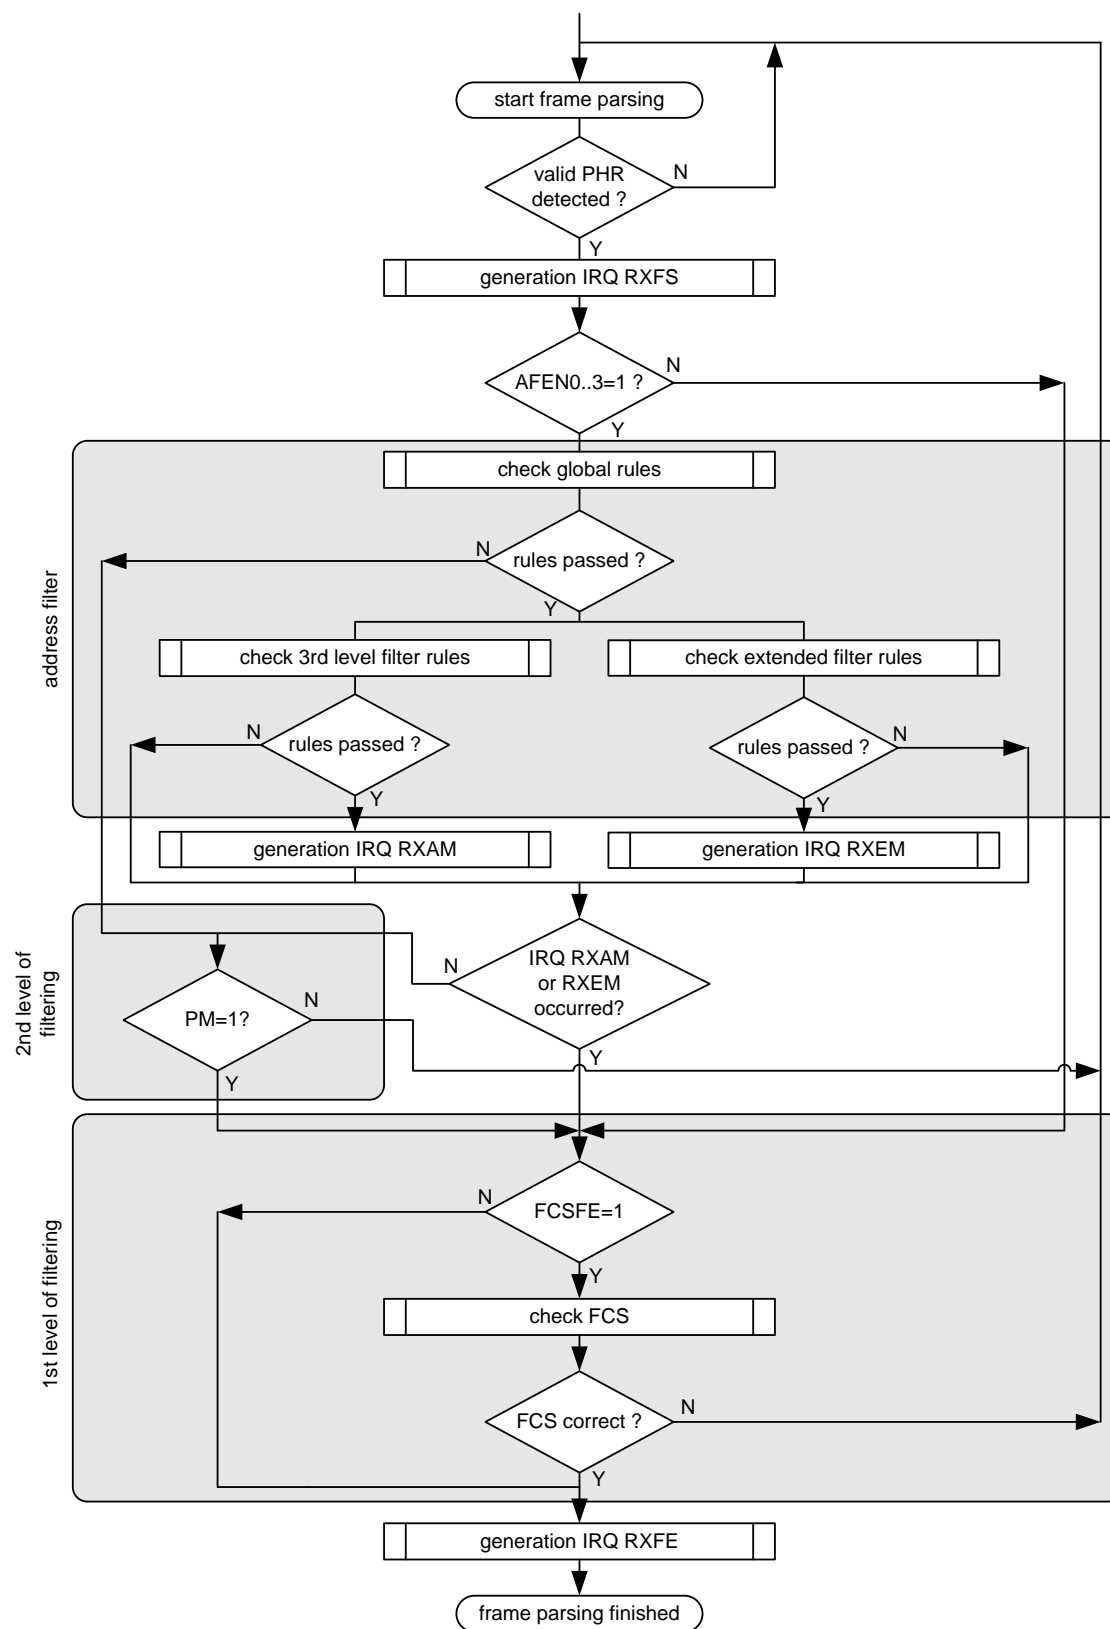 start frame parsing
valid PHR
detected ?
N
Y
generation IRQ RXFS
AFEN0..3=1 ?
N
Y
address filter
check global rules
rules passed ?
N
Y
check 3rd level filter rules
check extended filter rules
rules passed ?
N
Y
rules passed ?
N
Y
generation IRQ RXAM
generation IRQ RXEM
IRQ RXAM
or RXEM
occurred?
N
Y
2nd level of
filtering
PM=1?
N
Y
1st level of filtering
FCSFE=1
N
Y
check FCS
FCS correct ?
N
Y
generation IRQ RXFE
frame parsing finished